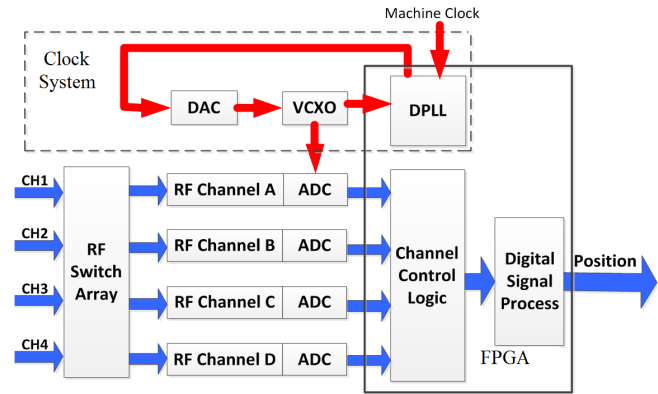 Machine Clock
Clock
System
DAC
VCXO
DPLL
CH1
RF Channel A
ADC
CH2
RF
Switch
Array
RF Channel B
ADC
Channel
Control
Logic
Digital
Signal
Process
Position
CH3
RF Channel C
ADC
CH4
RF Channel D
ADC
FPGA